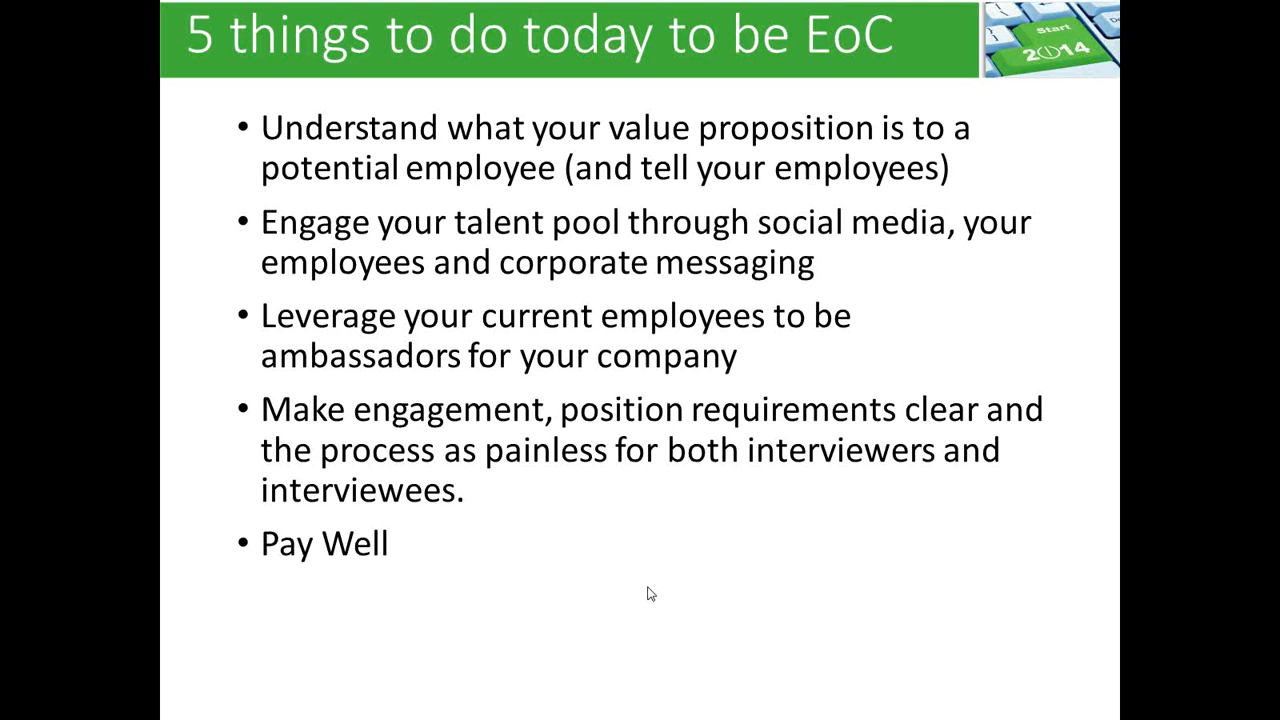 5 things to do today to be EoC
Start
2014
• Understand what your value proposition is to a
potential employee (and tell your employees)
• Engage your talent pool through social media, your
employees and corporate messaging
• Leverage your current employees to be
ambassadors for your company
• Make engagement, position requirements clear and
the process as painless for both interviewers and
interviewees.
• Pay Well